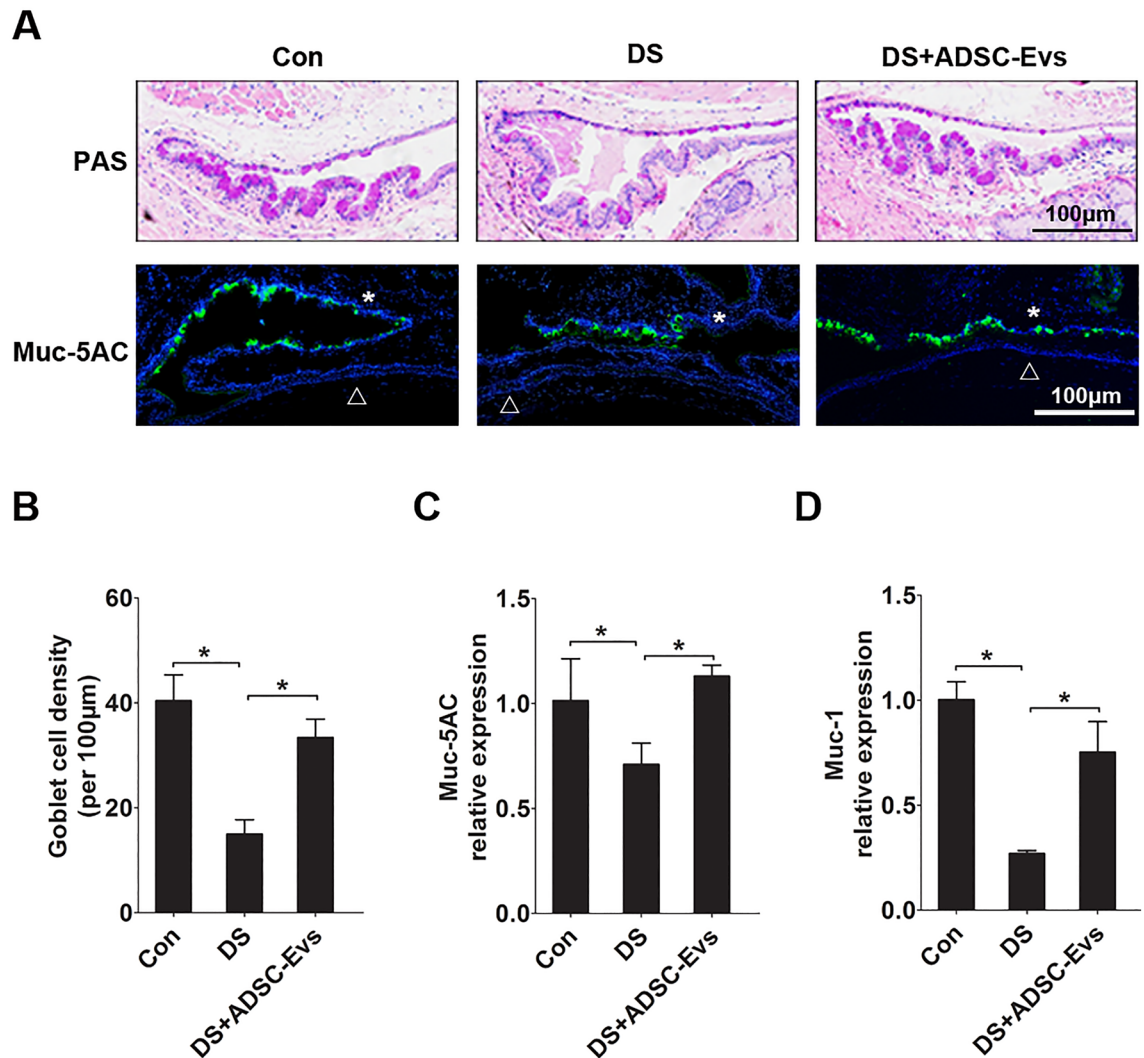 A
Con
DS
DS+ADSC-Evs
PAS
100μm
Muc-5AC
*
*
*
△
△
△
100μm
B
C
D
Goblet cell density
(per 100μm)
60
40
20
0
*
*
Con
DS
DS+ADSC-Evs
Muc-5AC
relative expression
1.5
1.0
0.5
0.0
*
*
Con
DS
DS+ADSC-Evs
Muc-1
relative expression
1.5
1.0
0.5
0.0
*
*
Con
DS
DS+ADSC-Evs